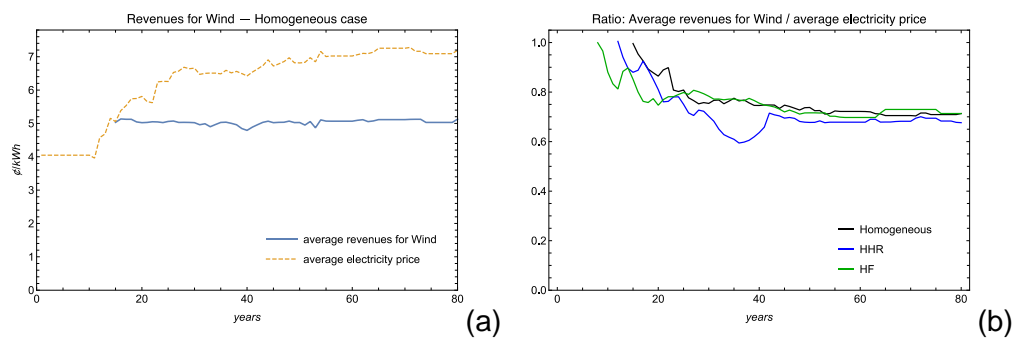 Revenues for Wind — Homogeneous case
7
6
5
4
3
2
1
0
¢/kWh
0
20
40
60
80
years
average revenues for Wind
average electricity price
(a)
Ratio: Average revenues for Wind / average electricity price
1.0
0.8
0.6
0.4
0.2
0.0
0
20
40
60
80
years
Homogeneous
HHR
HF
(b)